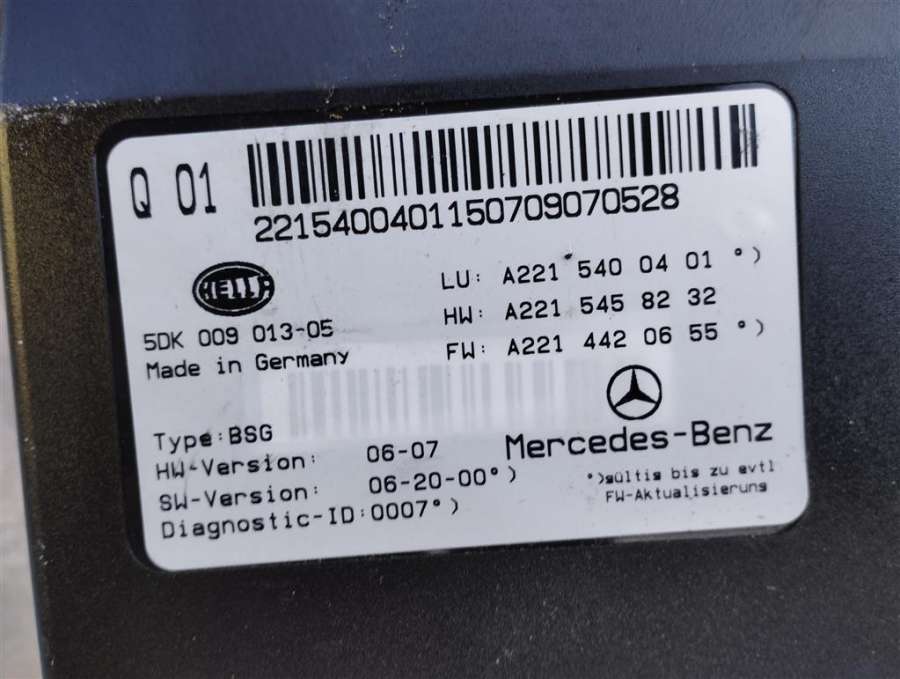 Q 01
22154004011507090​70528
HELLA
LU: A221 540 04 01 °)
5DK 009 013-05
HW: A221 545 82 32
Made in Germany
FW: A221 442 06 55 °)
Type:BSG
Mercedes-Benz
HW-Version: 06-07
SW-Version: 06-20-00°)
°)gültig bis zu evtl
Diagnostic-ID:0007°)
FW-Aktualisierung